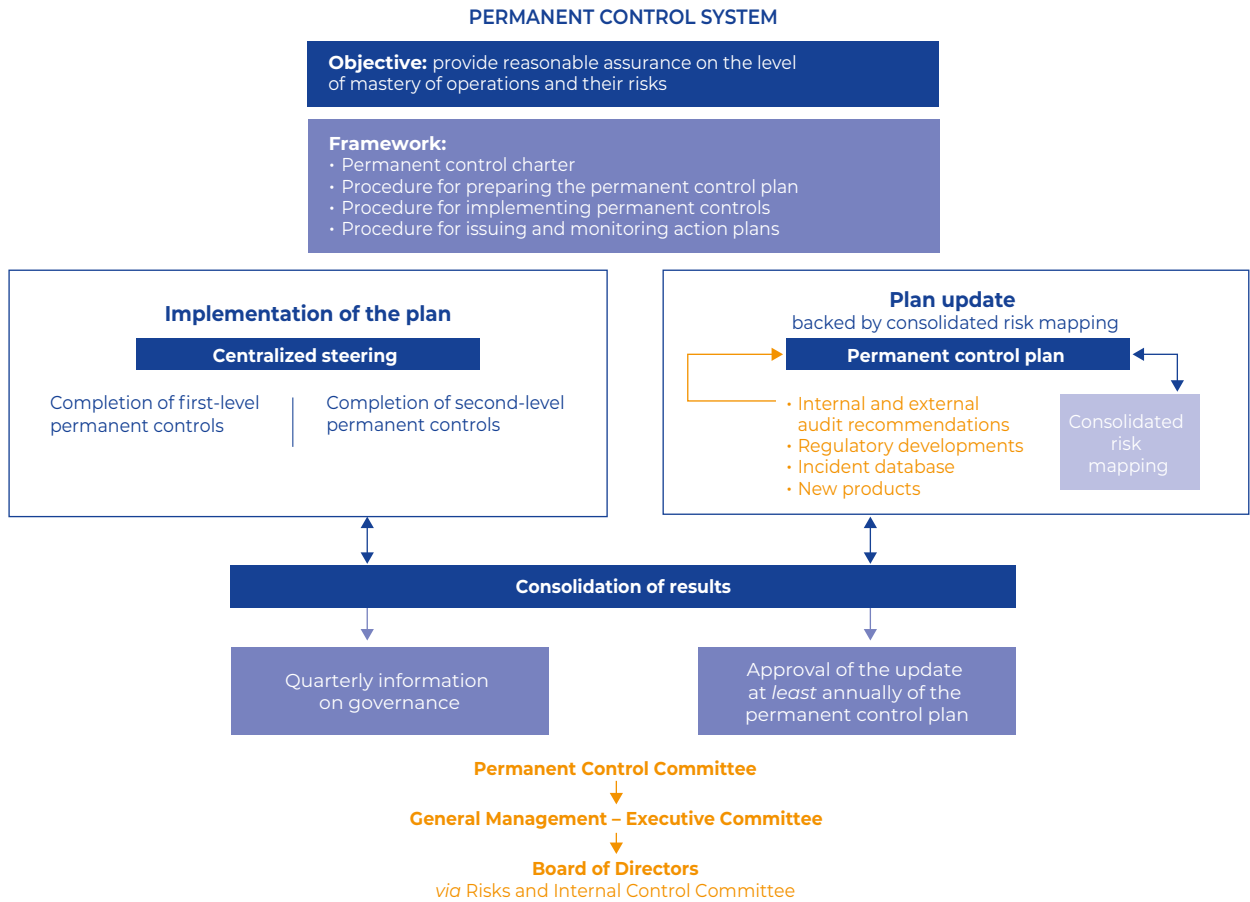 PERMANENT CONTROL SYSTEM
Objective: provide reasonable assurance on the level
of mastery of operations and their risks
Framework:
• Permanent control charter
• Procedure for preparing the permanent control plan
• Procedure for implementing permanent controls
• Procedure for issuing and monitoring action plans
Implementation of the plan
Centralized steering
Completion of first-level
permanent controls
Completion of second-level
permanent controls
Plan update
backed by consolidated risk mapping
Permanent control plan
• Internal and external
audit recommendations
• Regulatory developments
• Incident database
• New products
Consolidated
risk
mapping
Consolidation of results
Quarterly information
on governance
Approval of the update
at least annually of the
permanent control plan
Permanent Control Committee
General Management – Executive Committee
Board of Directors
via Risks and Internal Control Committee